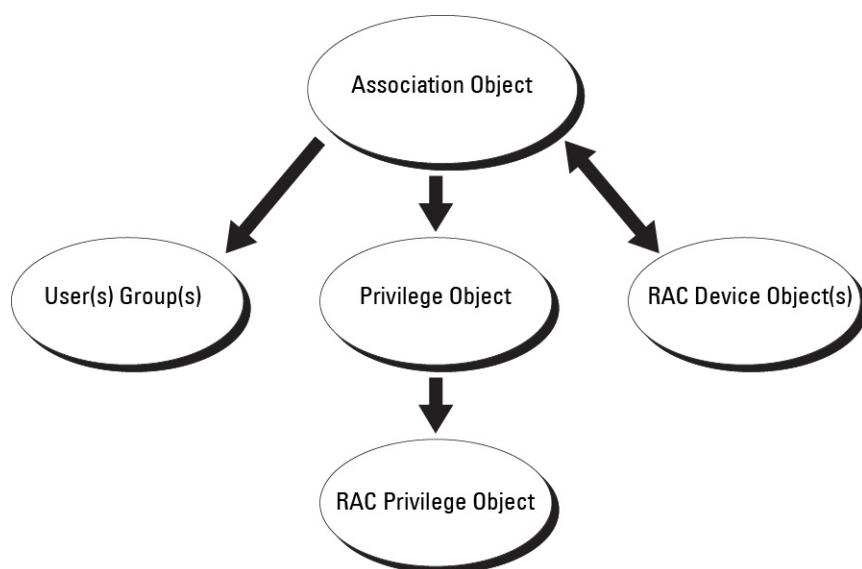 Association Object
User(s) Group(s)
Privilege Object
RAC Device Object(s)
RAC Privilege Object